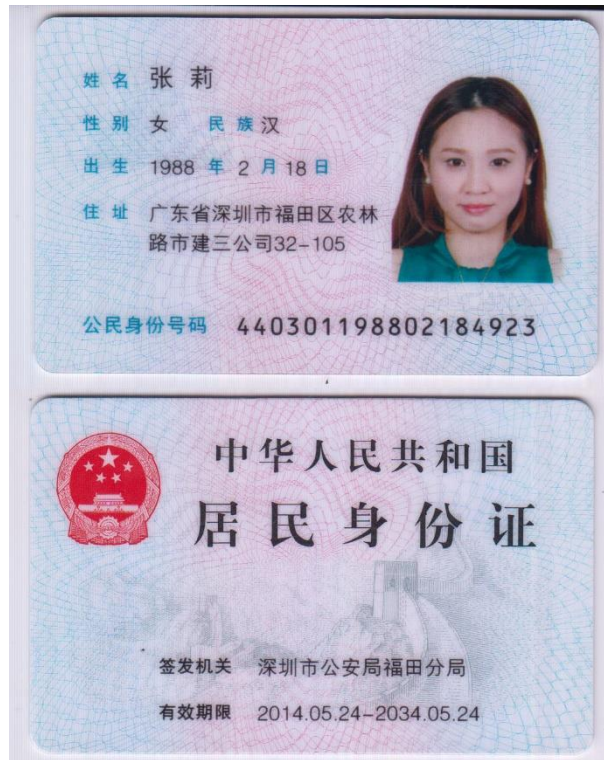 姓名 张莉
性别 女 民族 汉
出生 1988 年 2 月 18 日
住址 广东省深圳市福田区农林
路市建三公司32-105
公民身份号码 440301198802184923
中华人民共和国
居民身份证
签发机关 深圳市公安局福田分局
有效期限 2014.05.24-2034.05.24